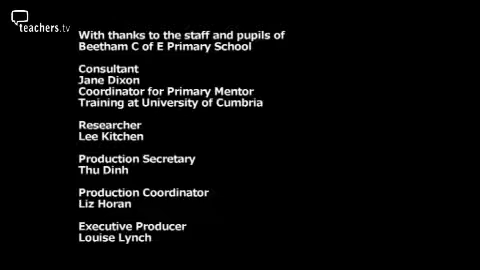 teachers.tv
With thanks to the staff and pupils of
Beetham C of E Primary School
Consultant
Jane Dixon
Coordinator for Primary Mentor
Training at University of Cumbria
Researcher
Lee Kitchen
Production Secretary
Thu Dinh
Production Coordinator
Liz Horan
Executive Producer
Louise Lynch